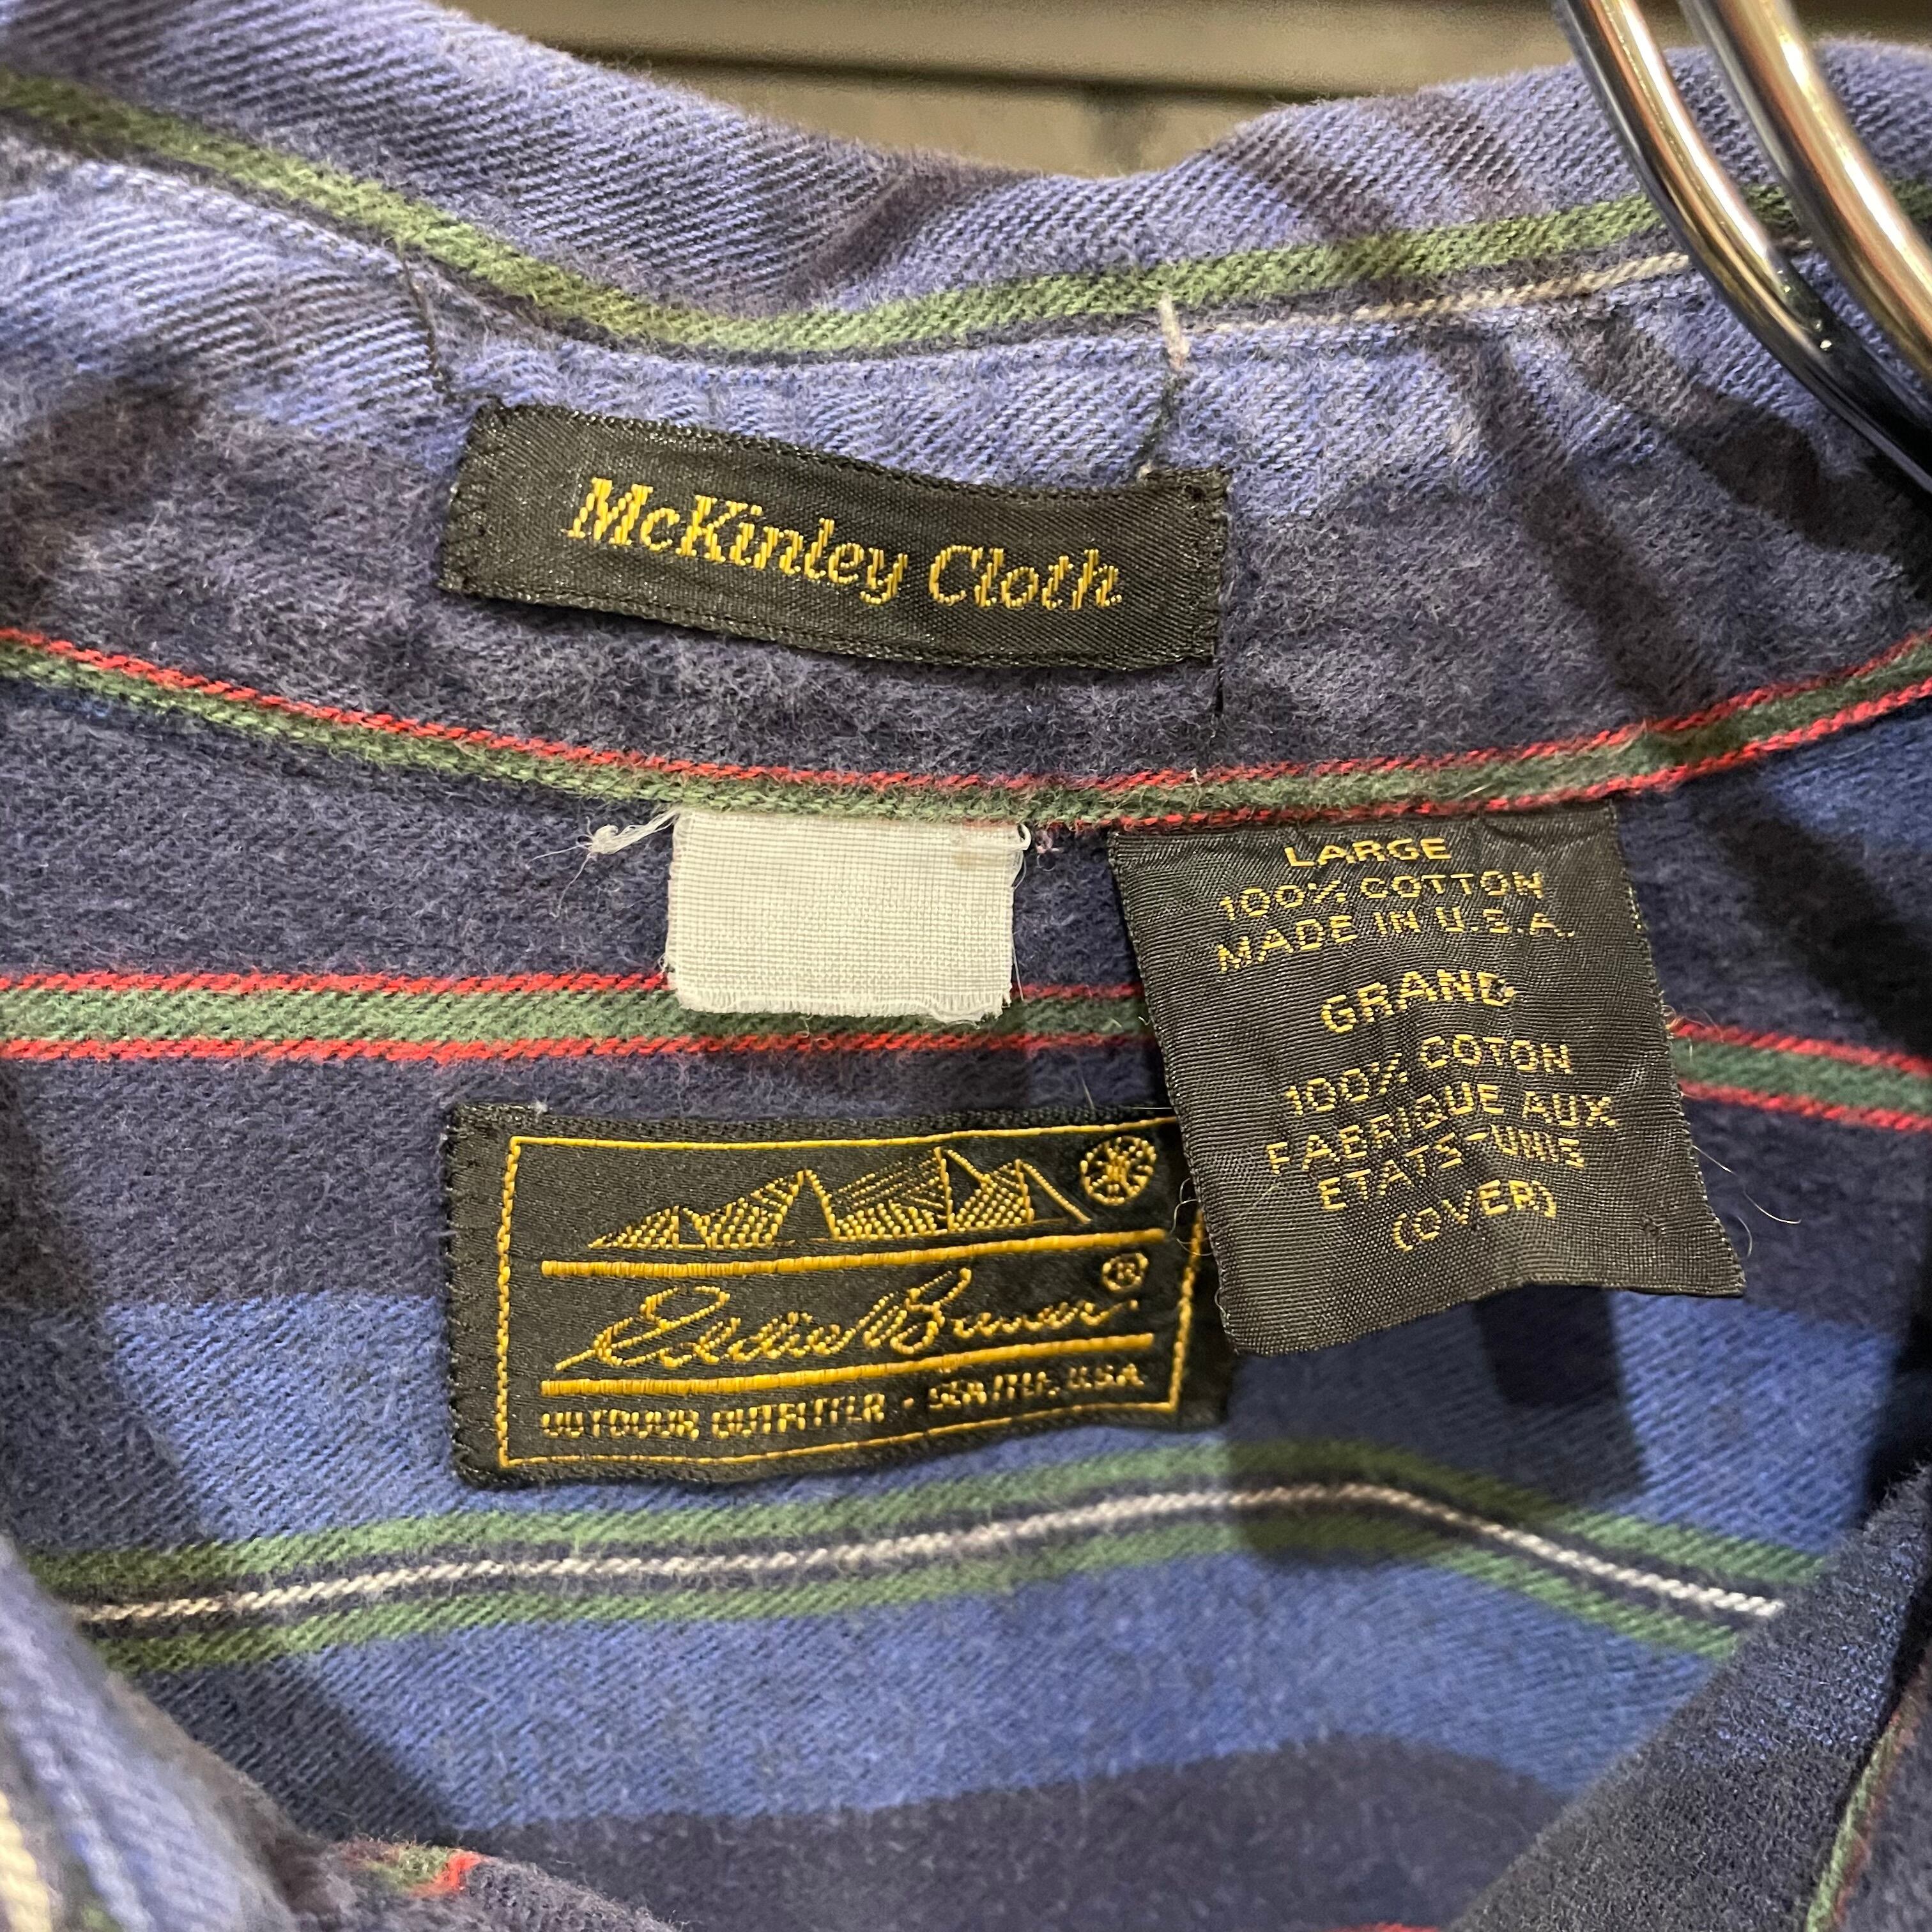 McKinley Cloth
LARGE
100% COTTON
MADE IN U.S.A.
GRAND
100% COTON
FABRIQUE AUX
ETATS-UNIS
(OVER)
Eddie Bauer ®
OUTDOOR OUTFITTER - SEATTLE, U.S.A.